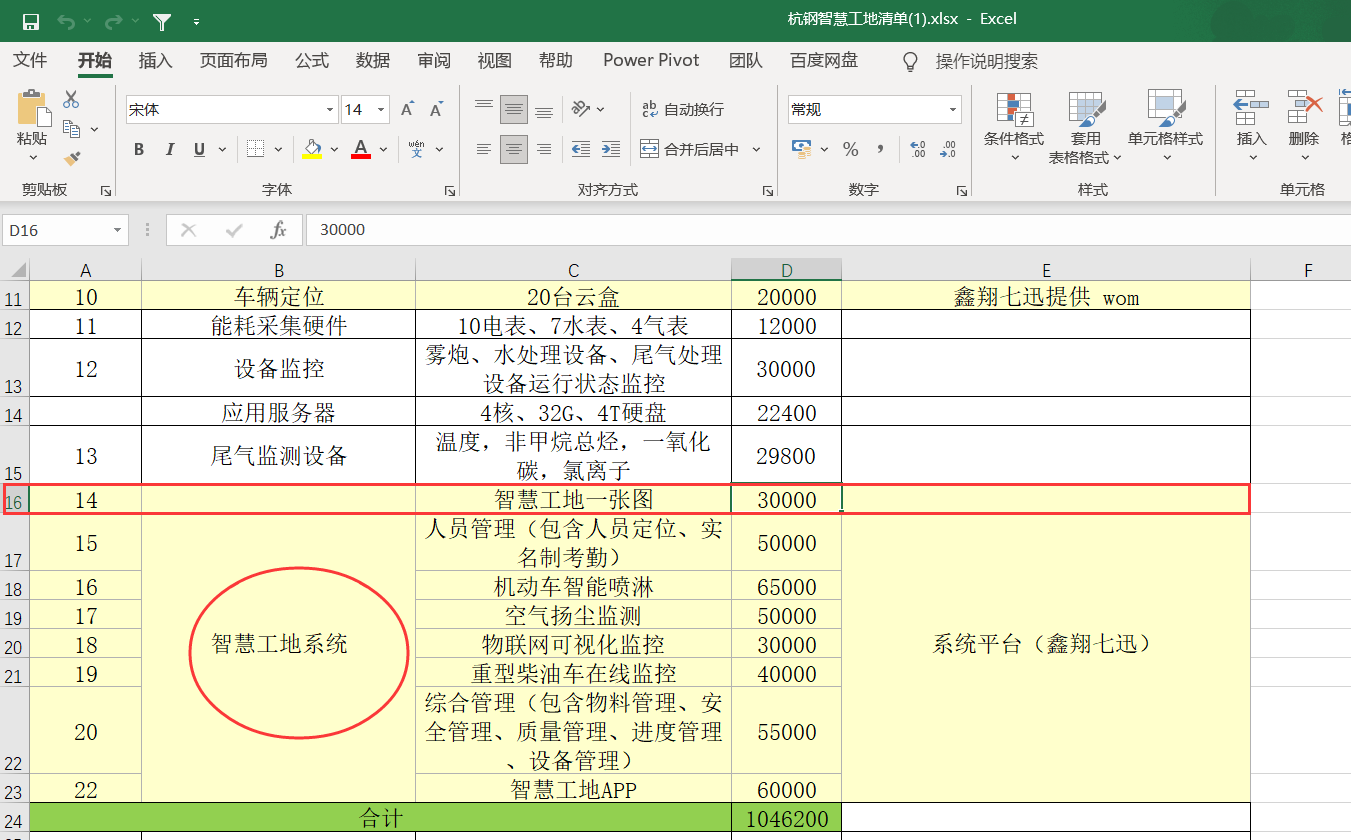 杭钢智慧工地清单(1).xlsx - Excel
文件 开始 插入 页面布局 公式 数据 审阅 视图 帮助 Power Pivot 团队 百度网盘 操作说明搜索
粘贴
宋体 14
B I U A wén 文
ab 自动换行
合并后居中
常规
%
条件格式 套用表格格式 单元格样式
插入 删除 格
剪贴板 字体 对齐方式 数字 样式 单元格
D16 fx 30000
A B C D E F
11 10 车辆定位 20台云盒 20000 鑫翔七迅提供 wom
12 11 能耗采集硬件 10电表、7水表、4气表 12000
13 12 设备监控 雾炮、水处理设备、尾气处理
设备运行状态监控 30000
14 应用服务器 4核、32G、4T硬盘 22400
15 13 尾气监测设备 温度，非甲烷总烃，一氧化
碳，氯离子 29800
16 14 智慧工地一张图 30000
17 15 人员管理（包含人员定位、实
名制考勤） 50000
18 16 机动车智能喷淋 65000
19 17 空气扬尘监测 50000
20 18 智慧工地系统 物联网可视化监控 30000 系统平台（鑫翔七迅）
21 19 重型柴油车在线监控 40000
22 20 综合管理（包含物料管理、安
全管理、质量管理、进度管理
、设备管理） 55000
23 22 智慧工地APP 60000
24 合计 1046200